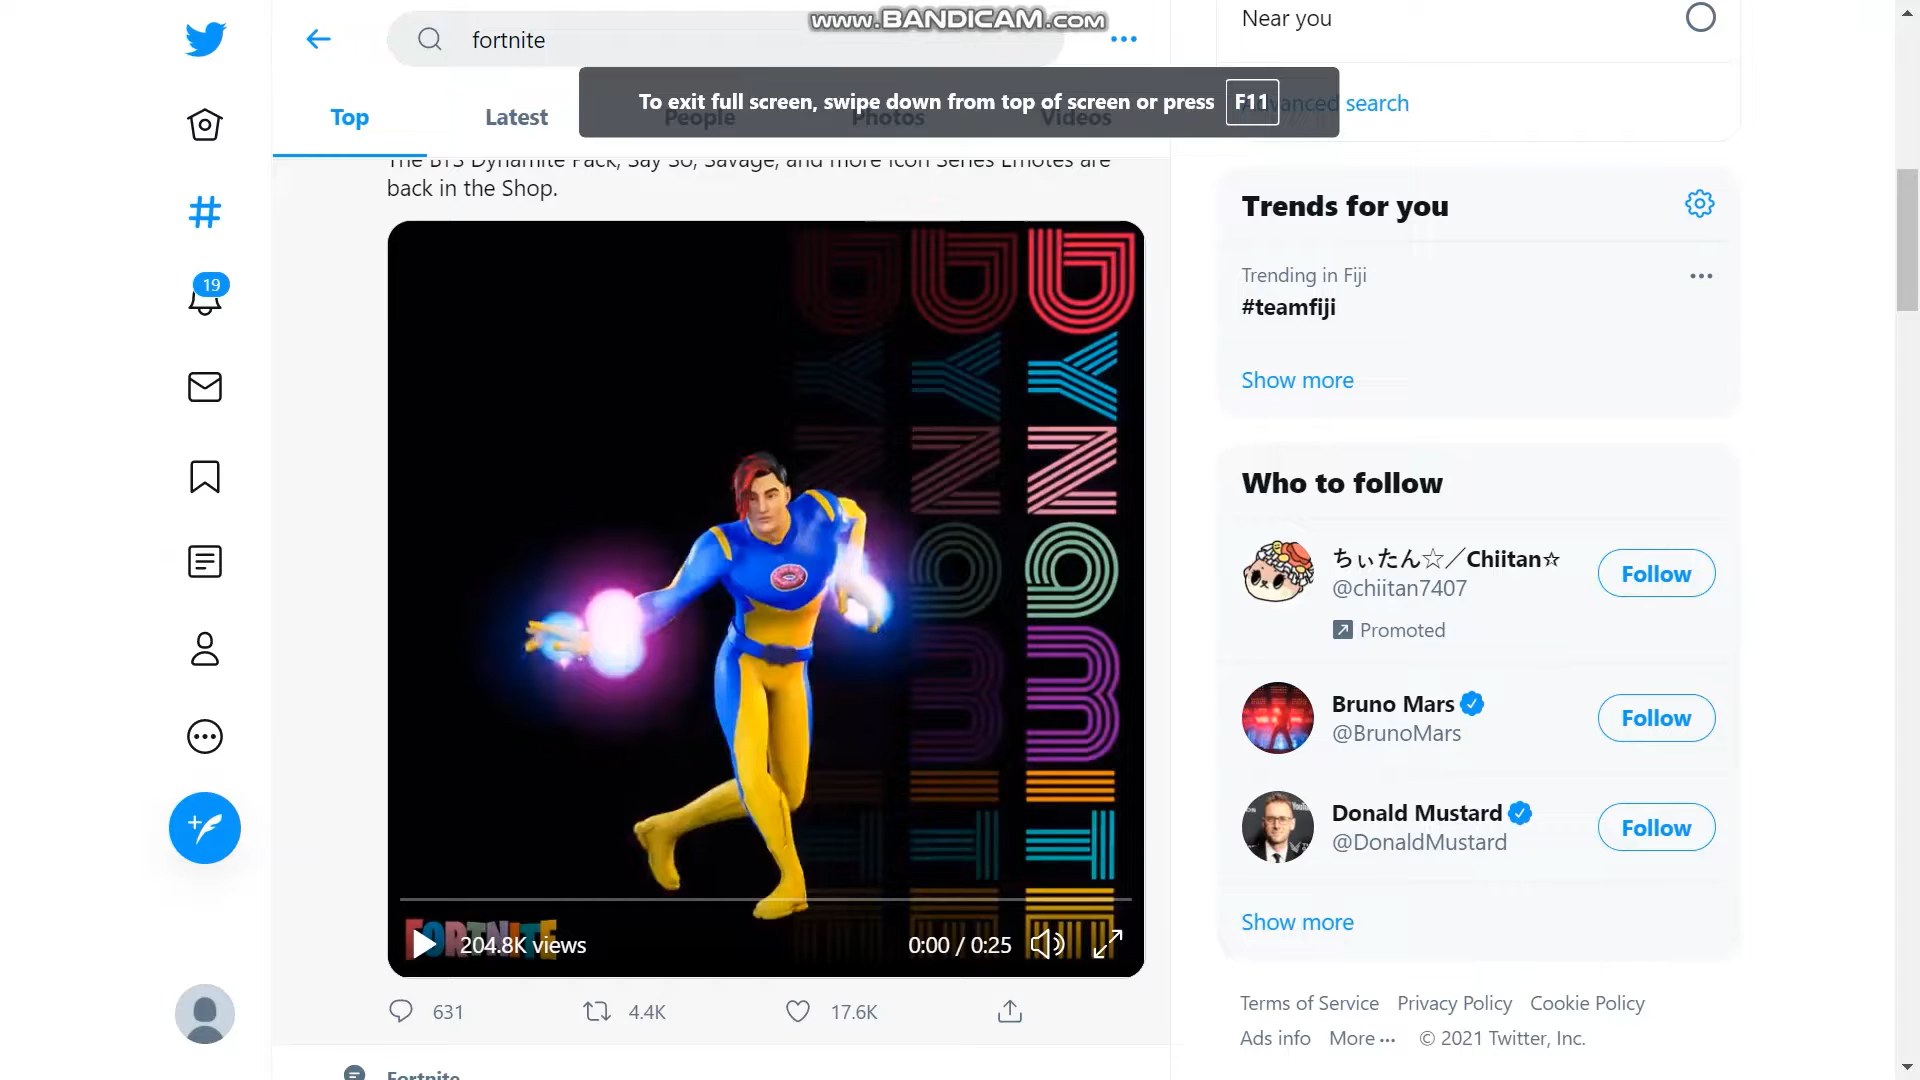 www.BANDICAM.com
fortnite
Near you
To exit full screen, swipe down from top of screen or press F11
Advanced search
Top
Latest
People
Photos
Videos
The BTS Dynamite Pack, Say So, Savage, and more Icon Series Emotes are
back in the Shop.
19
DYNAMITE
FORTNITE
204.8K views
0:00 / 0:25
631
4.4K
17.6K
Fortnite
Trends for you
Trending in Fiji
#teamfiji
Show more
Who to follow
ちぃたん☆／Chiitan☆
@chiitan7407
Promoted
Follow
Bruno Mars
@BrunoMars
Follow
Donald Mustard
@DonaldMustard
Follow
Show more
Terms of Service Privacy Policy Cookie Policy
Ads info More ··· © 2021 Twitter, Inc.